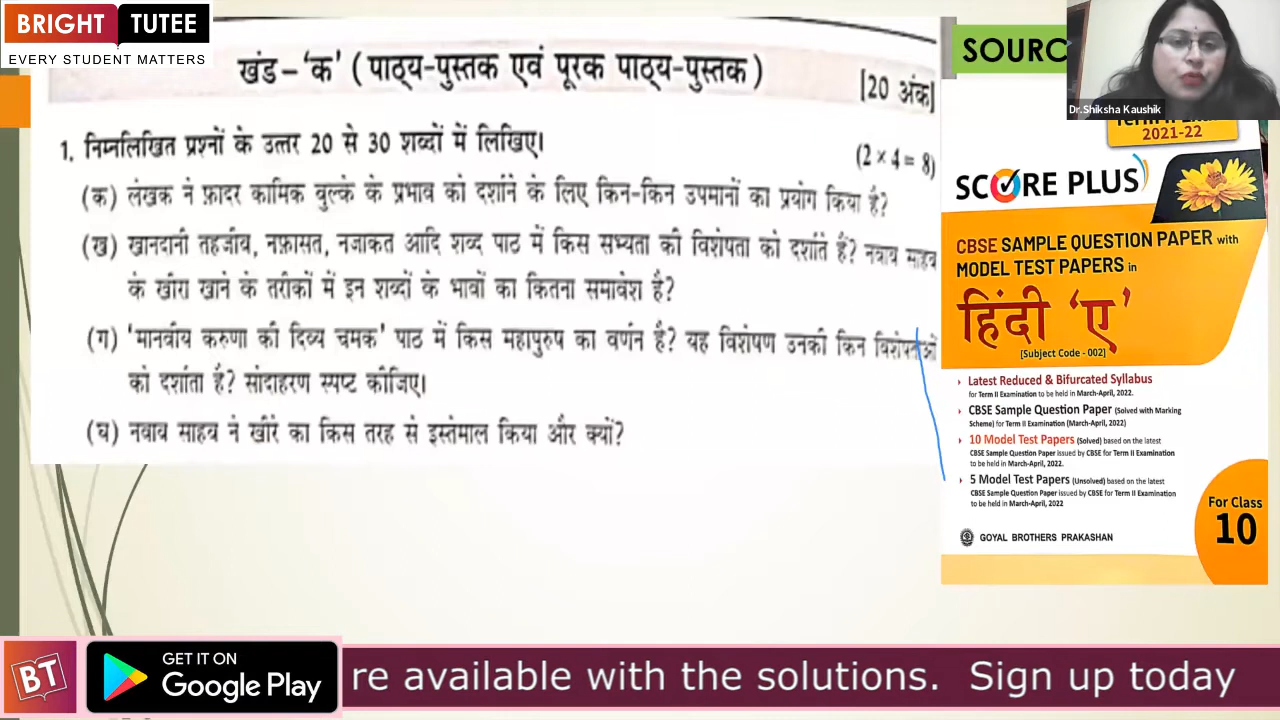 BRIGHT TUTEE
EVERY STUDENT MATTERS
खंड – 'क' ( पाठ्य-पुस्तक एवं पूरक पाठ्य-पुस्तक )
[20 अंक]
1. निम्नलिखित प्रश्नों के उत्तर 20 से 30 शब्दों में लिखिए।
(2 × 4 = 8)
(क) लेखक ने फ़ादर कामिक बुल्के के प्रभाव को दर्शाने के लिए किन-किन उपमानों का प्रयोग किया है?
(ख) खानदानी तहजीब, नफ़ासत, नजाकत आदि शब्द पाठ में किस सभ्यता की विशेषता को दर्शाते हैं? नवाब साहब
के खीरा खाने के तरीकों में इन शब्दों के भावों का कितना समावेश है?
(ग) 'मानवीय करुणा की दिव्य चमक' पाठ में किस महापुरुष का वर्णन है? यह विशेषण उनकी किन विशेषताओं
को दर्शाता है? सोदाहरण स्पष्ट कीजिए।
(घ) नवाब साहब ने खीरे का किस तरह से इस्तेमाल किया और क्यों?
SOURC
Dr.Shiksha Kaushik
2021-22
SCORE PLUS
CBSE SAMPLE QUESTION PAPER with
MODEL TEST PAPERS in
हिंदी 'ए'
[Subject Code - 002]
Latest Reduced & Bifurcated Syllabus
for Term II Examination to be held in March-April, 2022.
CBSE Sample Question Paper (Solved with Marking
Scheme) for Term II Examination (March-April, 2022)
10 Model Test Papers (Solved) based on the latest
CBSE Sample Question Paper issued by CBSE for Term II Examination
to be held in March-April, 2022.
5 Model Test Papers (Unsolved) based on the latest
CBSE Sample Question Paper issued by CBSE for Term II Examination
to be held in March-April, 2022
For Class
10
GOYAL BROTHERS PRAKASHAN
BT
GET IT ON
Google Play
re available with the solutions. Sign up today